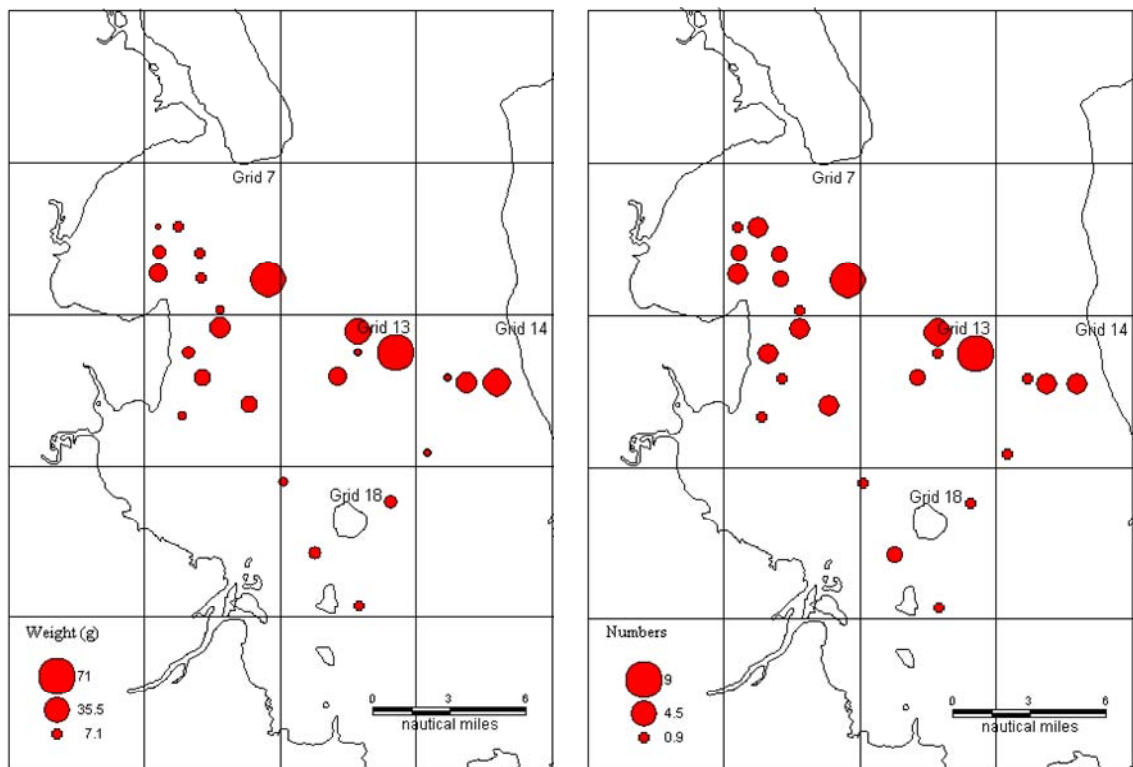 Grid 7
Grid 13
Grid 14
Grid 18
Weight (g)
71
35.5
7.1
0 3 6
nautical miles
Grid 7
Grid 13
Grid 14
Grid 18
Numbers
9
4.5
0.9
0 3 6
nautical miles